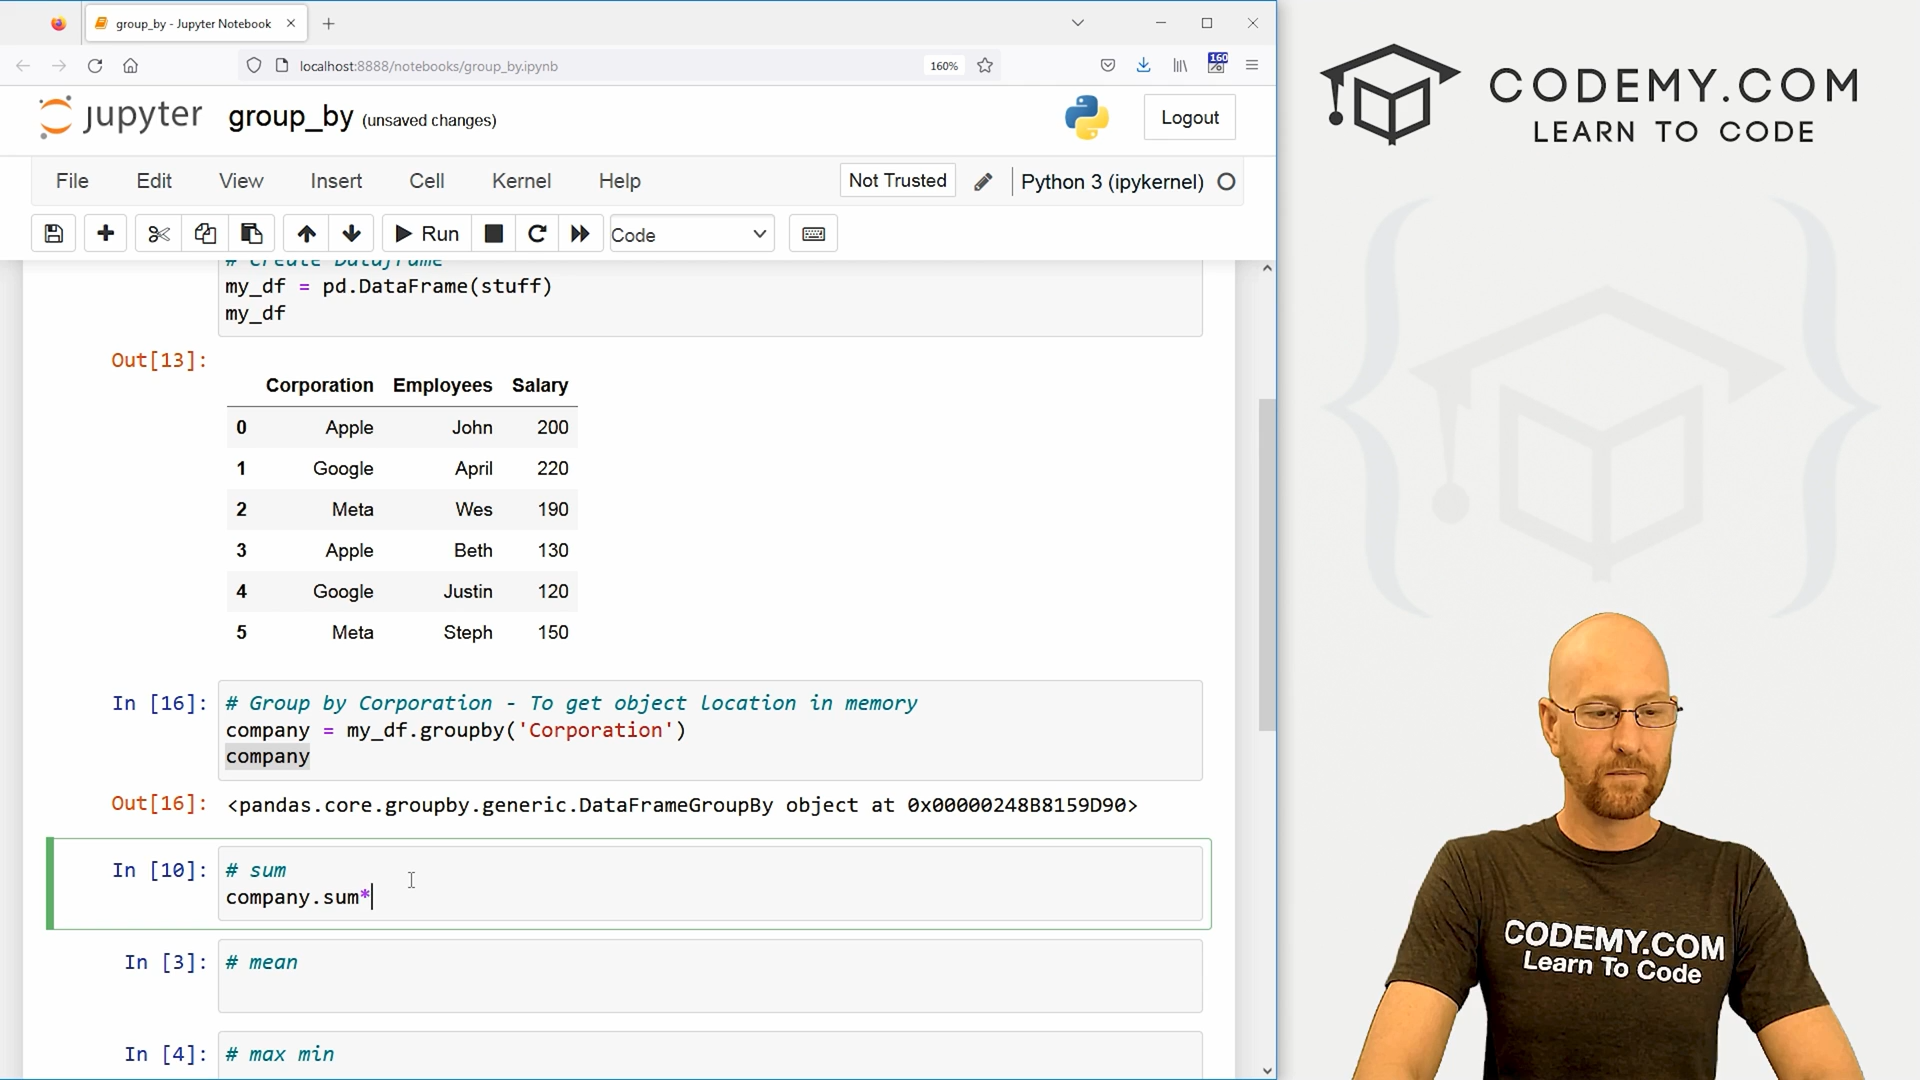 group_by - Jupyter Notebook
localhost:8888/notebooks/group_by.ipynb
160%
160
jupyter group_by (unsaved changes)
Logout
File Edit View Insert Cell Kernel Help
Not Trusted
Python 3 (ipykernel)
Run
Code
# Create Dataframe
my_df = pd.DataFrame(stuff)
my_df
Out[13]:
Corporation Employees Salary
0 Apple John 200
1 Google April 220
2 Meta Wes 190
3 Apple Beth 130
4 Google Justin 120
5 Meta Steph 150
In [16]: # Group by Corporation - To get object location in memory
company = my_df.groupby('Corporation')
company
Out[16]: <pandas.core.groupby.generic.DataFrameGroupBy object at 0x00000248B8159D90>
In [10]: # sum
company.sum*
In [3]: # mean
In [4]: # max min
CODEMY.COM
LEARN TO CODE
CODEMY.COM
Learn To Code